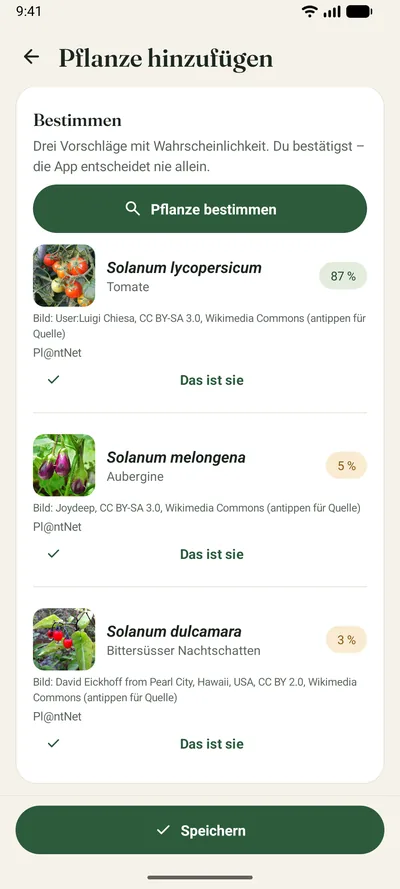 9:41
Pflanze hinzufügen
Bestimmen
Drei Vorschläge mit Wahrscheinlichkeit. Du bestätigst –
die App entscheidet nie allein.
Pflanze bestimmen
Solanum lycopersicum
Tomate
87 %
Bild: User:Luigi Chiesa, CC BY-SA 3.0, Wikimedia Commons (antippen für
Quelle)
Pl@ntNet
Das ist sie
Solanum melongena
Aubergine
5 %
Bild: Joydeep, CC BY-SA 3.0, Wikimedia Commons (antippen für Quelle)
Pl@ntNet
Das ist sie
Solanum dulcamara
Bittersüsser Nachtschatten
3 %
Bild: David Eickhoff from Pearl City, Hawaii, USA, CC BY 2.0, Wikimedia
Commons (antippen für Quelle)
Pl@ntNet
Das ist sie
Speichern